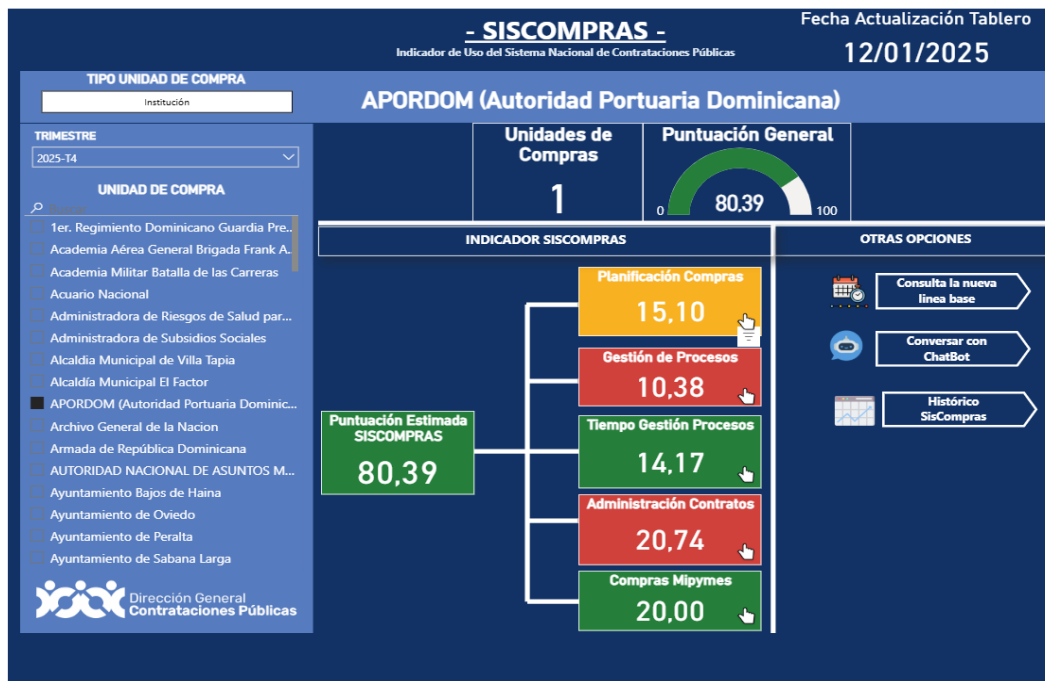 - SISCOMPRAS -
Indicador de Uso del Sistema Nacional de Contrataciones Públicas
Fecha Actualización Tablero
12/01/2025
TIPO UNIDAD DE COMPRA
Institución
APORDOM (Autoridad Portuaria Dominicana)
TRIMESTRE
2025-T4
UNIDAD DE COMPRA
1er. Regimiento Dominicano Guardia Pre..
Academia Aérea General Brigada Frank A..
Academia Militar Batalla de las Carreras
Acuario Nacional
Administradora de Riesgos de Salud par...
Administradora de Subsidios Sociales
Alcaldia Municipal de Villa Tapia
Alcaldía Municipal El Factor
APORDOM (Autoridad Portuaria Dominic...
Archivo General de la Nacion
Armada de República Dominicana
AUTORIDAD NACIONAL DE ASUNTOS M...
Ayuntamiento Bajos de Haina
Ayuntamiento de Oviedo
Ayuntamiento de Peralta
Ayuntamiento de Sabana Larga
Dirección General
Contrataciones Públicas
Unidades de
Compras
1
Puntuación General
80,39
0
100
INDICADOR SISCOMPRAS
Puntuación Estimada
SISCOMPRAS
80,39
Planificación Compras
15,10
Gestión de Procesos
10,38
Tiempo Gestión Procesos
14,17
Administración Contratos
20,74
Compras Mipymes
20,00
OTRAS OPCIONES
Consulta la nueva
linea base
Conversar con
ChatBot
Histórico
SisCompras